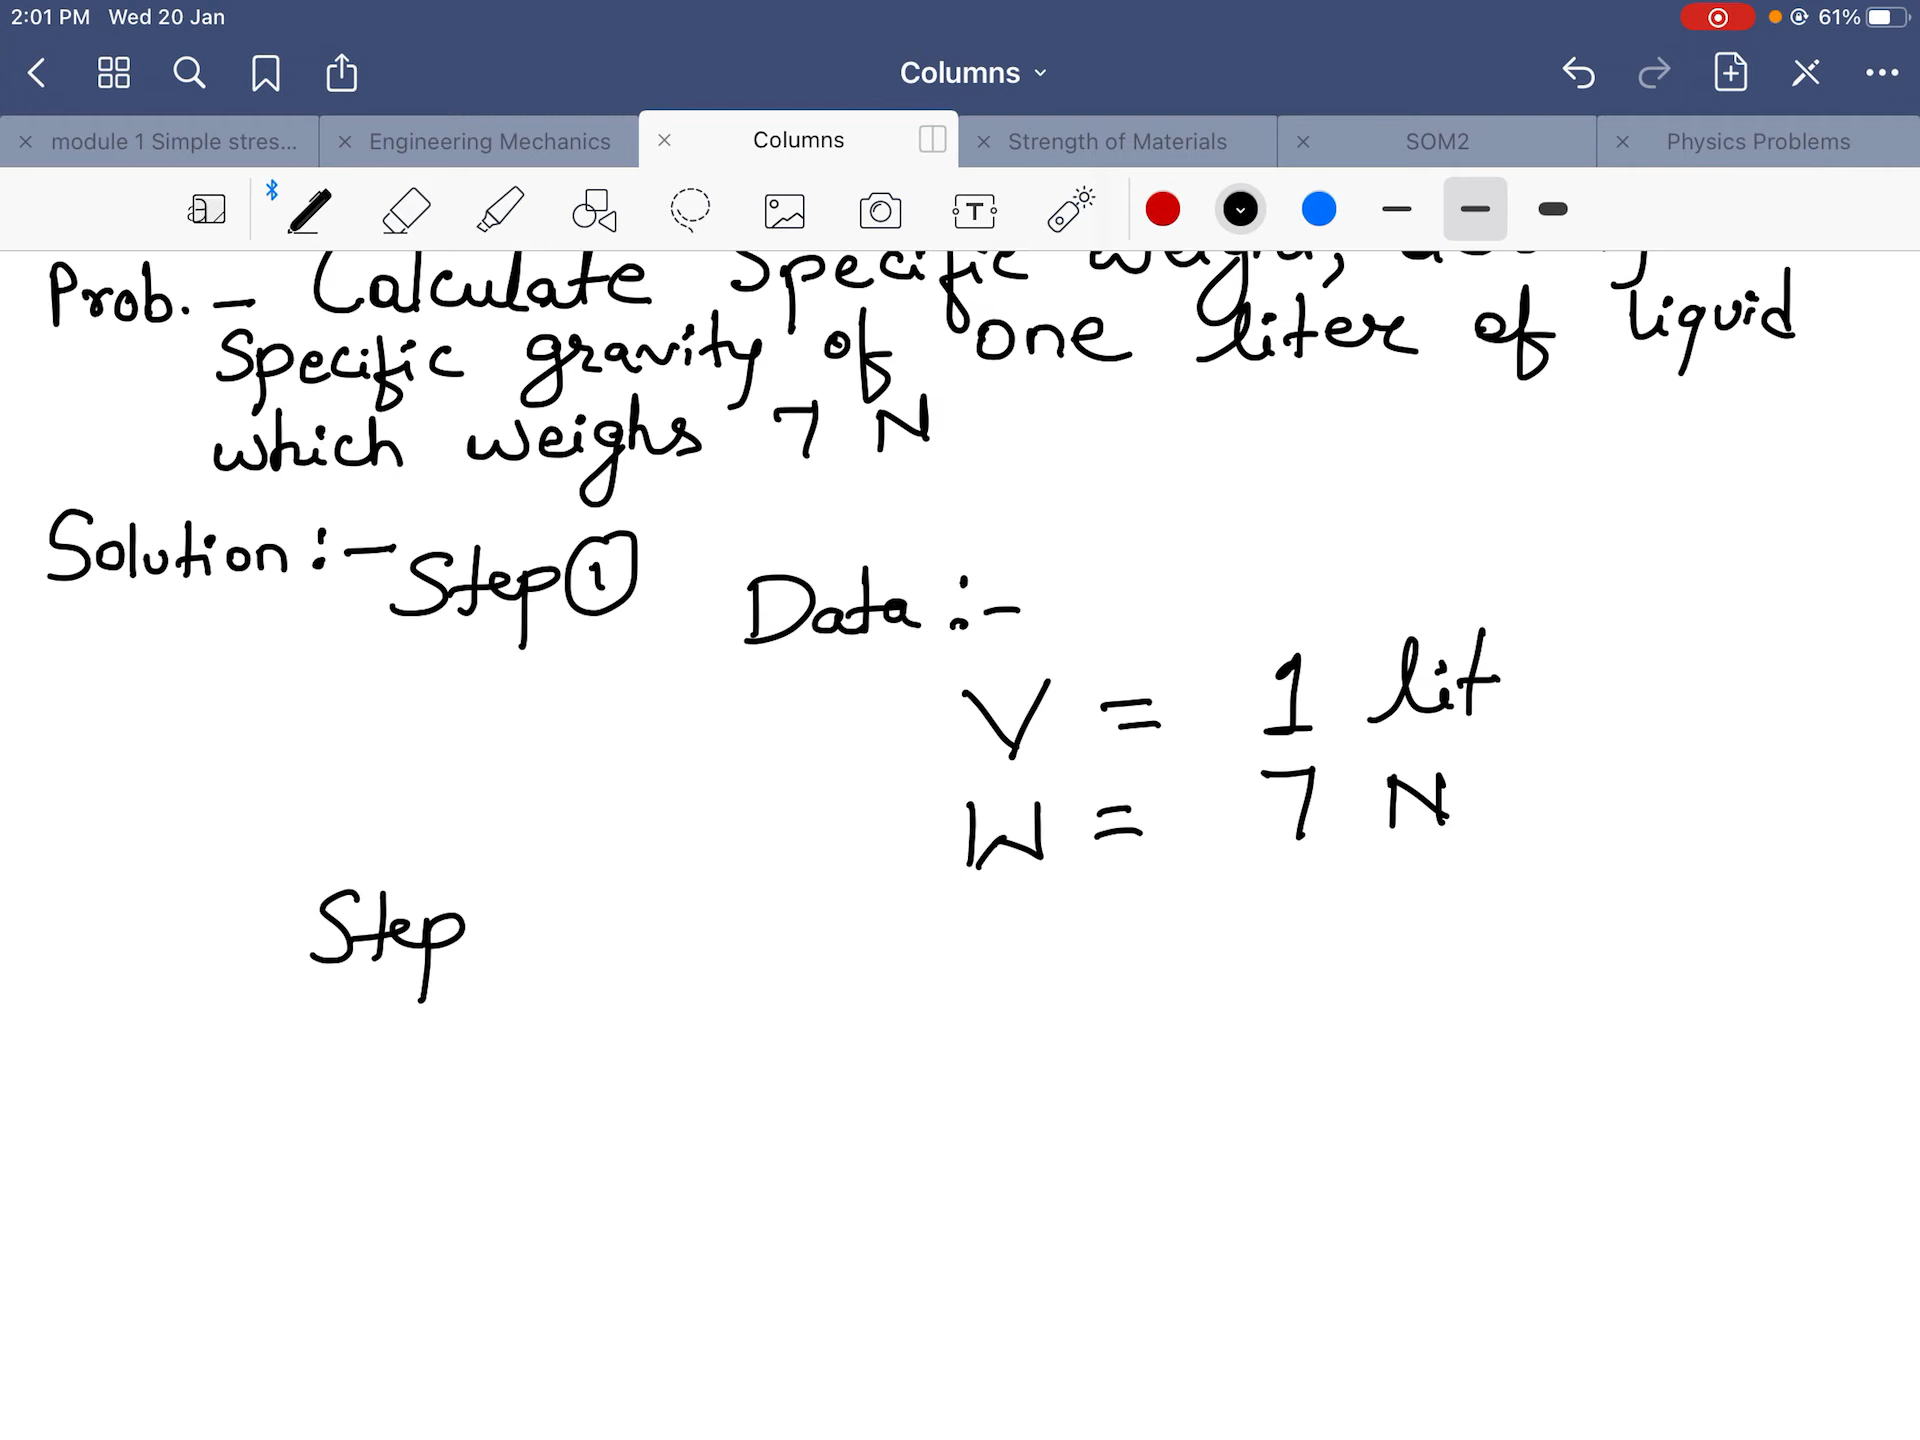 2:01 PM Wed 20 Jan
61%
Columns
module 1 Simple stres...
Engineering Mechanics
Columns
Strength of Materials
SOM2
Physics Problems
Prob. - Calculate Specific weight,
Specific gravity of one liter of liquid
which weighs 7 N
Solution :- Step 1 Data :-
V = 1 lit
W = 7 N
Step